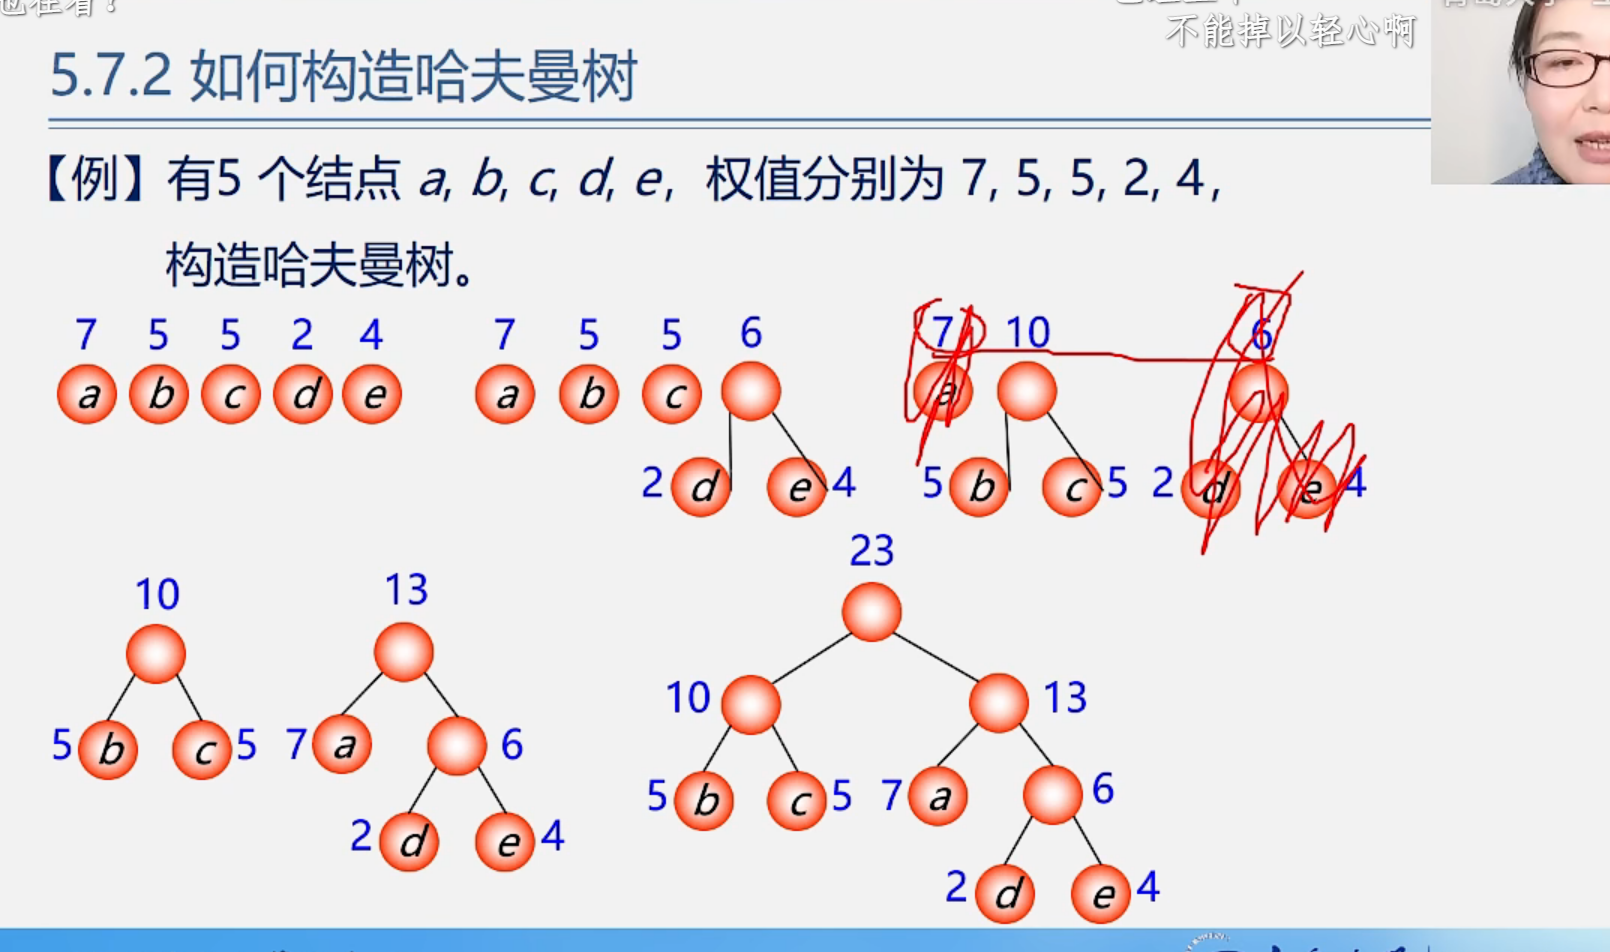 不能掉以轻心啊
5.7.2 如何构造哈夫曼树
【例】有5 个结点 a, b, c, d, e，权值分别为 7, 5, 5, 2, 4，
构造哈夫曼树。
7 5 5 2 4
a b c d e
7 5 5 6
a b c
2 d e 4
7 10 6
a
5 b c 5 2 d e 4
10 13
5 b c 5 7 a 6
2 d e 4
23
10 13
5 b c 5 7 a 6
2 d e 4